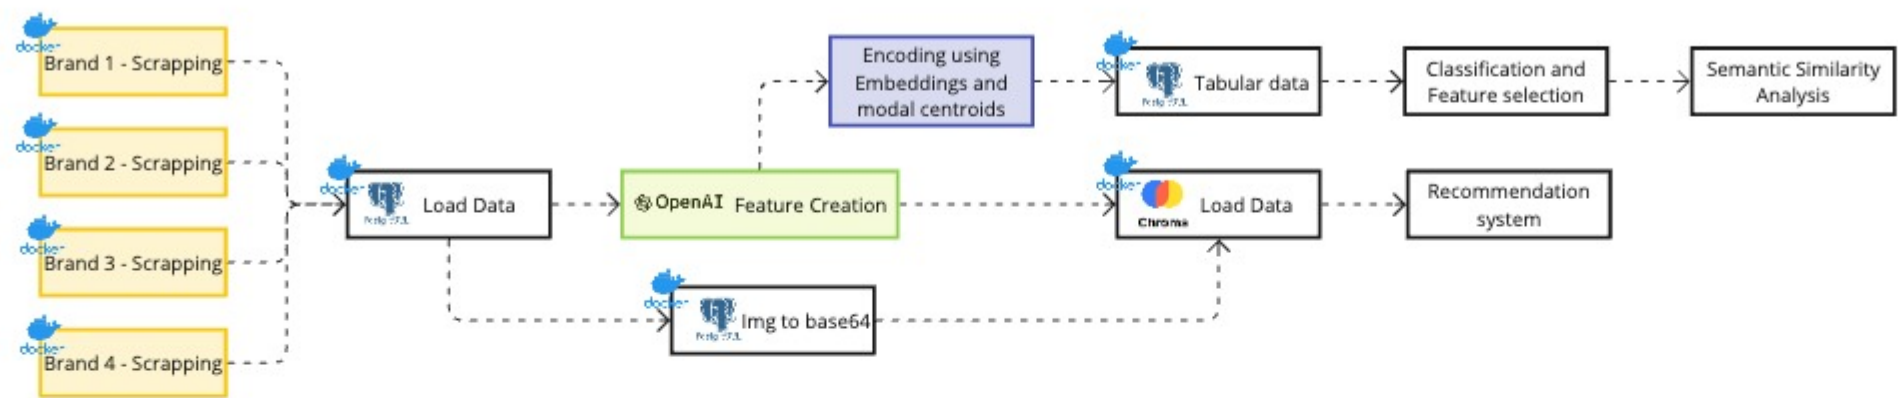 docker
Brand 1 - Scrapping
docker
Brand 2 - Scrapping
docker
Brand 3 - Scrapping
docker
Brand 4 - Scrapping
docker
Load Data
OpenAI Feature Creation
docker
Img to base64
Encoding using
Embeddings and
modal centroids
docker
Tabular data
Classification and
Feature selection
Semantic Similarity
Analysis
docker
Chroma
Load Data
Recommendation
system